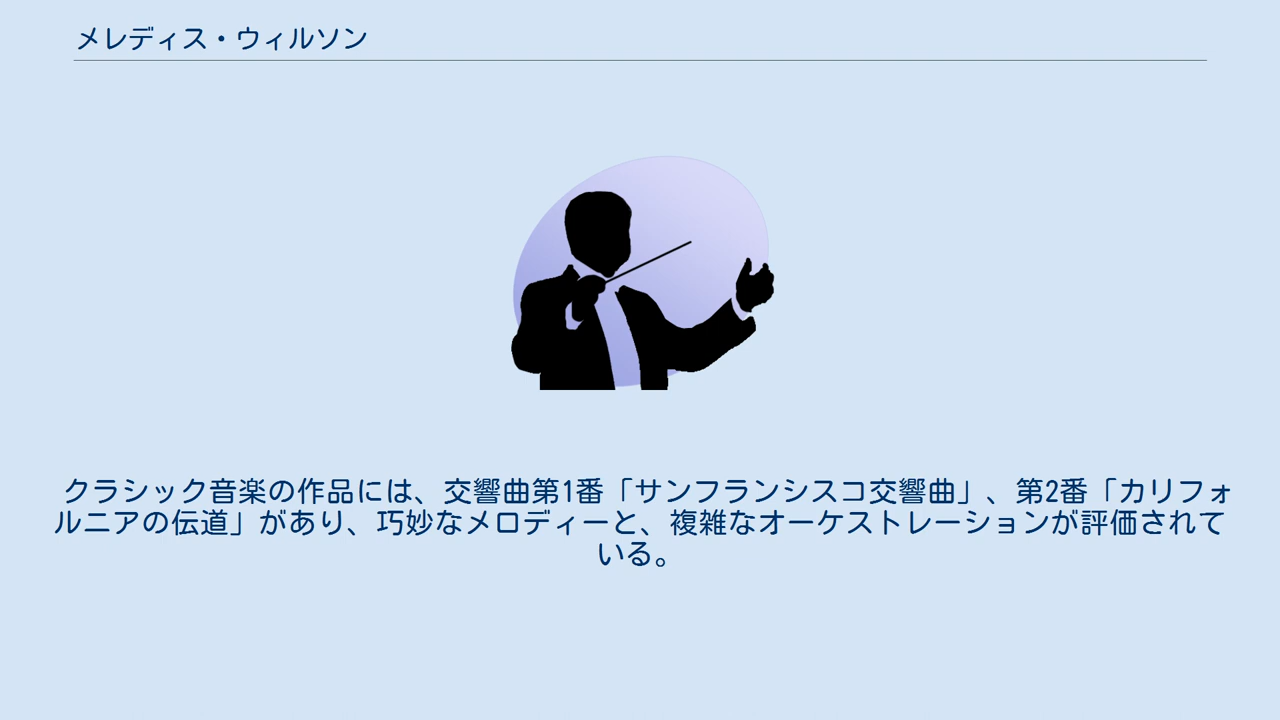 メレディス・ウィルソン
クラシック音楽の作品には、交響曲第1番「サンフランシスコ交響曲」、第2番「カリフォ
ルニアの伝道」があり、巧妙なメロディーと、複雑なオーケストレーションが評価されて
いる。